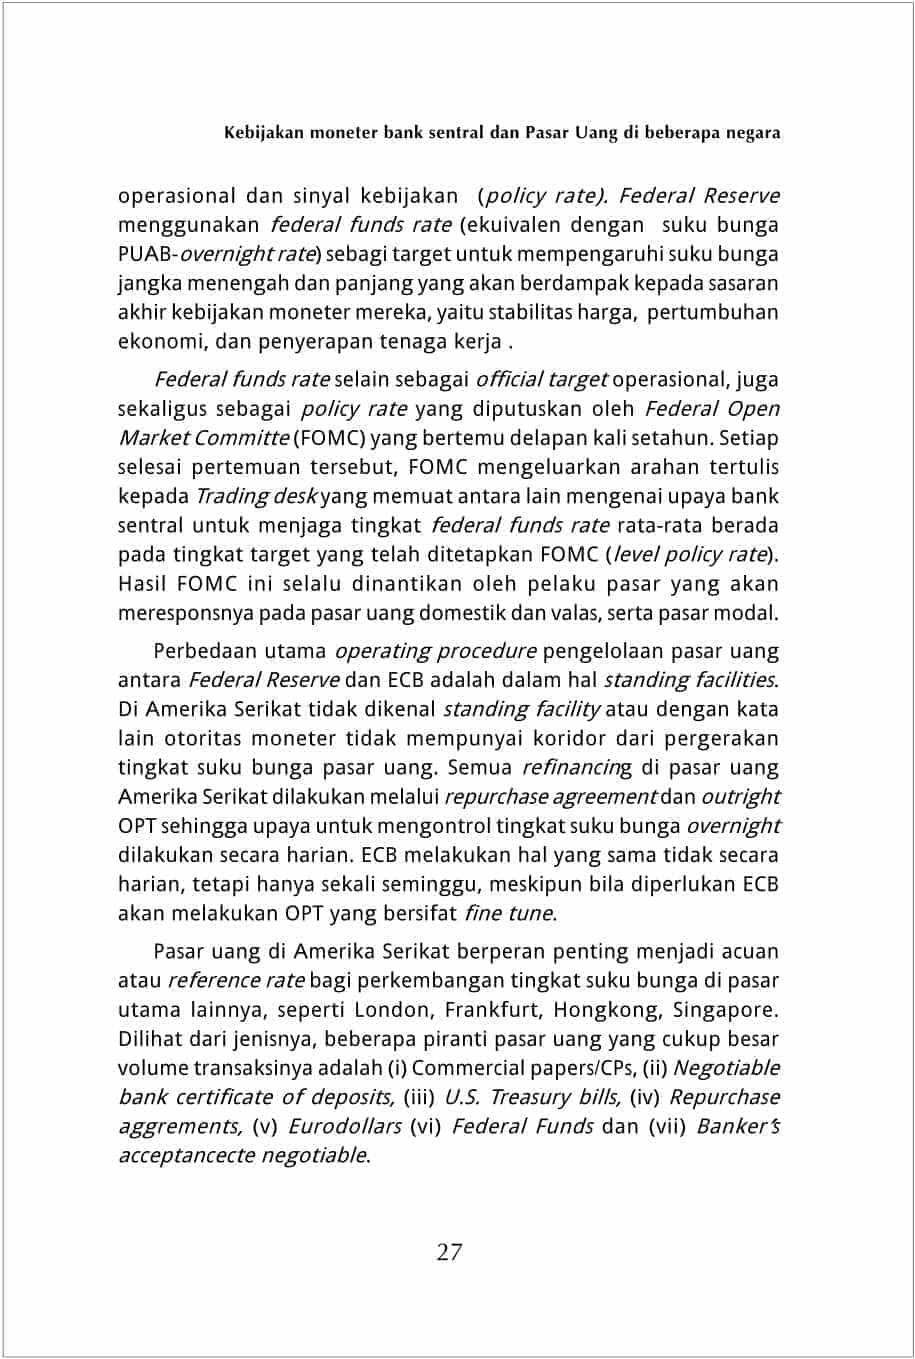 Kebijakan moneter bank sentral dan Pasar Uang di beberapa negara
operasional dan sinyal kebijakan (policy rate). Federal Reserve
menggunakan federal funds rate (ekuivalen dengan suku bunga
PUAB-overnight rate) sebagi target untuk mempengaruhi suku bunga
jangka menengah dan panjang yang akan berdampak kepada sasaran
akhir kebijakan moneter mereka, yaitu stabilitas harga, pertumbuhan
ekonomi, dan penyerapan tenaga kerja .
Federal funds rate selain sebagai official target operasional, juga
sekaligus sebagai policy rate yang diputuskan oleh Federal Open
Market Committe (FOMC) yang bertemu delapan kali setahun. Setiap
selesai pertemuan tersebut, FOMC mengeluarkan arahan tertulis
kepada Trading desk yang memuat antara lain mengenai upaya bank
sentral untuk menjaga tingkat federal funds rate rata-rata berada
pada tingkat target yang telah ditetapkan FOMC (level policy rate).
Hasil FOMC ini selalu dinantikan oleh pelaku pasar yang akan
meresponsnya pada pasar uang domestik dan valas, serta pasar modal.
Perbedaan utama operating procedure pengelolaan pasar uang
antara Federal Reserve dan ECB adalah dalam hal standing facilities.
Di Amerika Serikat tidak dikenal standing facility atau dengan kata
lain otoritas moneter tidak mempunyai koridor dari pergerakan
tingkat suku bunga pasar uang. Semua refinancing di pasar uang
Amerika Serikat dilakukan melalui repurchase agreement dan outright
OPT sehingga upaya untuk mengontrol tingkat suku bunga overnight
dilakukan secara harian. ECB melakukan hal yang sama tidak secara
harian, tetapi hanya sekali seminggu, meskipun bila diperlukan ECB
akan melakukan OPT yang bersifat fine tune.
Pasar uang di Amerika Serikat berperan penting menjadi acuan
atau reference rate bagi perkembangan tingkat suku bunga di pasar
utama lainnya, seperti London, Frankfurt, Hongkong, Singapore.
Dilihat dari jenisnya, beberapa piranti pasar uang yang cukup besar
volume transaksinya adalah (i) Commercial papers/CPs, (ii) Negotiable
bank certificate of deposits, (iii) U.S. Treasury bills, (iv) Repurchase
aggrements, (v) Eurodollars (vi) Federal Funds dan (vii) Banker's
acceptancecte negotiable.
27